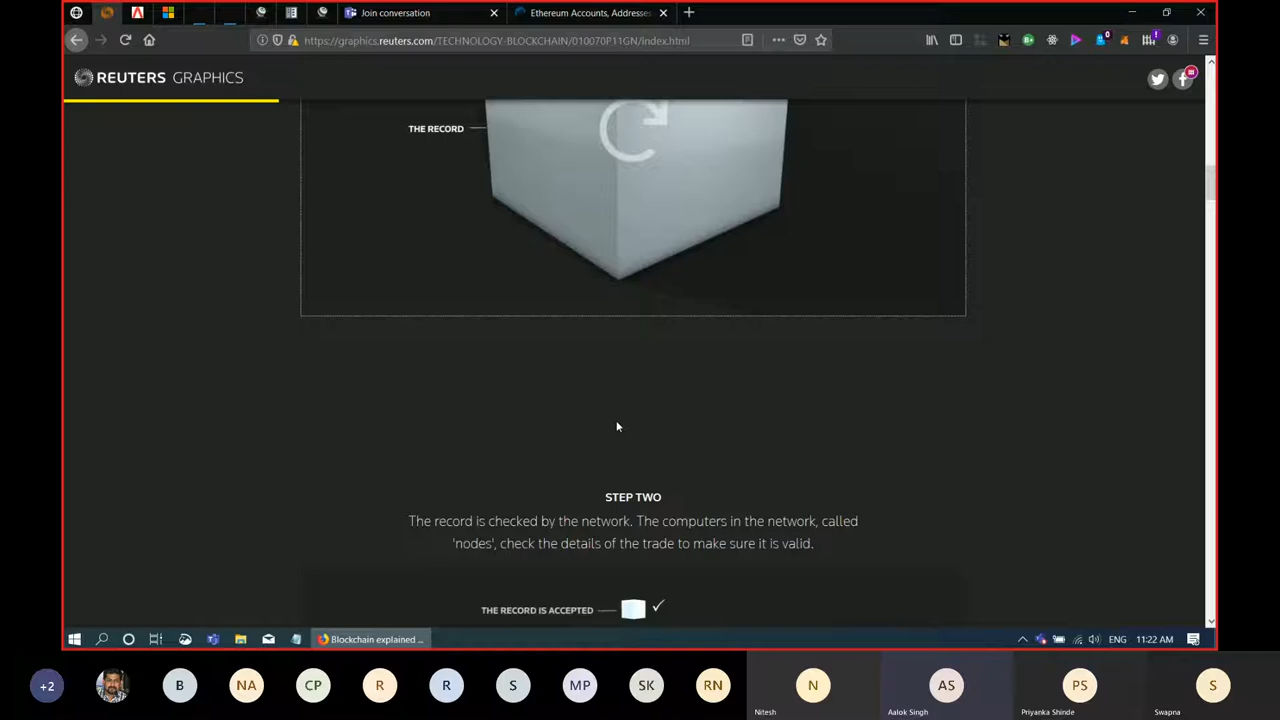 Join conversation
Ethereum Accounts, Addresses
https://graphics.reuters.com/TECHNOLOGY-BLOCKCHAIN/010070P11GN/index.html
0
REUTERS GRAPHICS
THE RECORD
STEP TWO
The record is checked by the network. The computers in the network, called
'nodes', check the details of the trade to make sure it is valid.
THE RECORD IS ACCEPTED
Blockchain explained ...
ENG
11:22 AM
+2
B
NA
CP
R
R
S
MP
SK
RN
N
AS
PS
S
Nitesh
Aalok Singh
Priyanka Shinde
Swapna